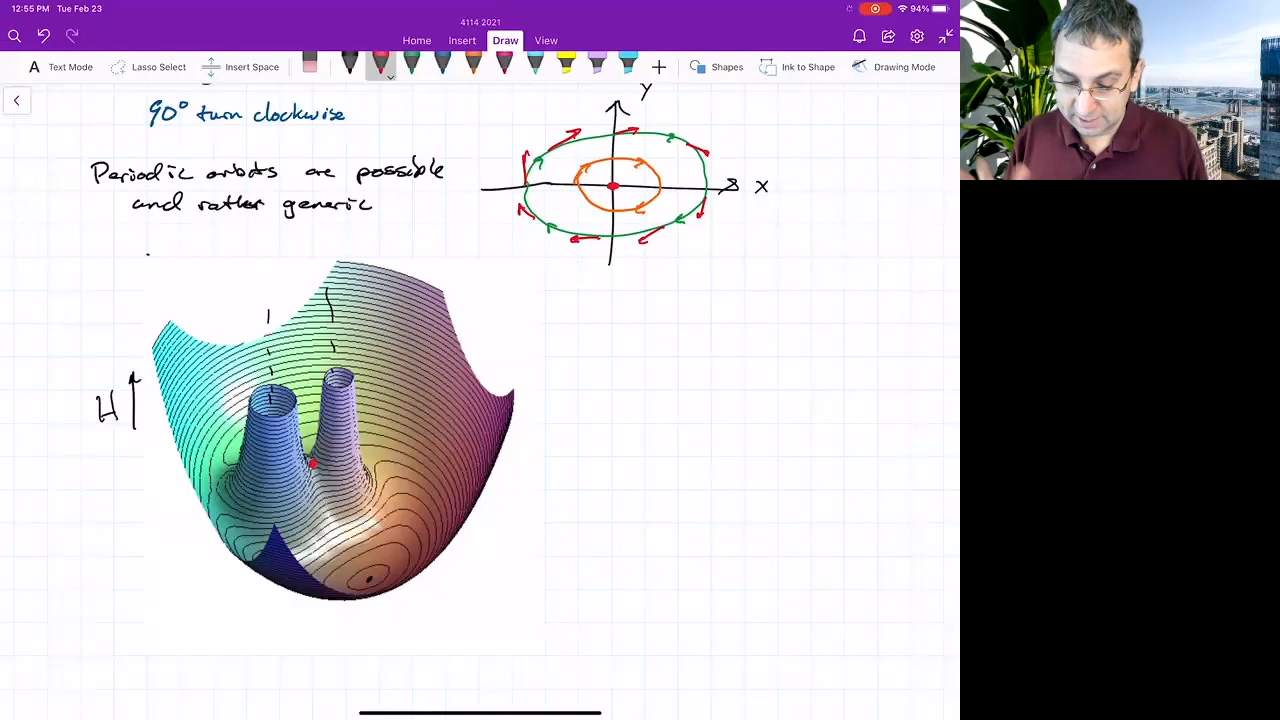 12:55 PM Tue Feb 23
94%
4114 2021
Home Insert Draw View
A Text Mode Lasso Select Insert Space Shapes Ink to Shape Drawing Mode
90° turn clockwise
Periodic orbits are possible
and rather generic
y
x
H